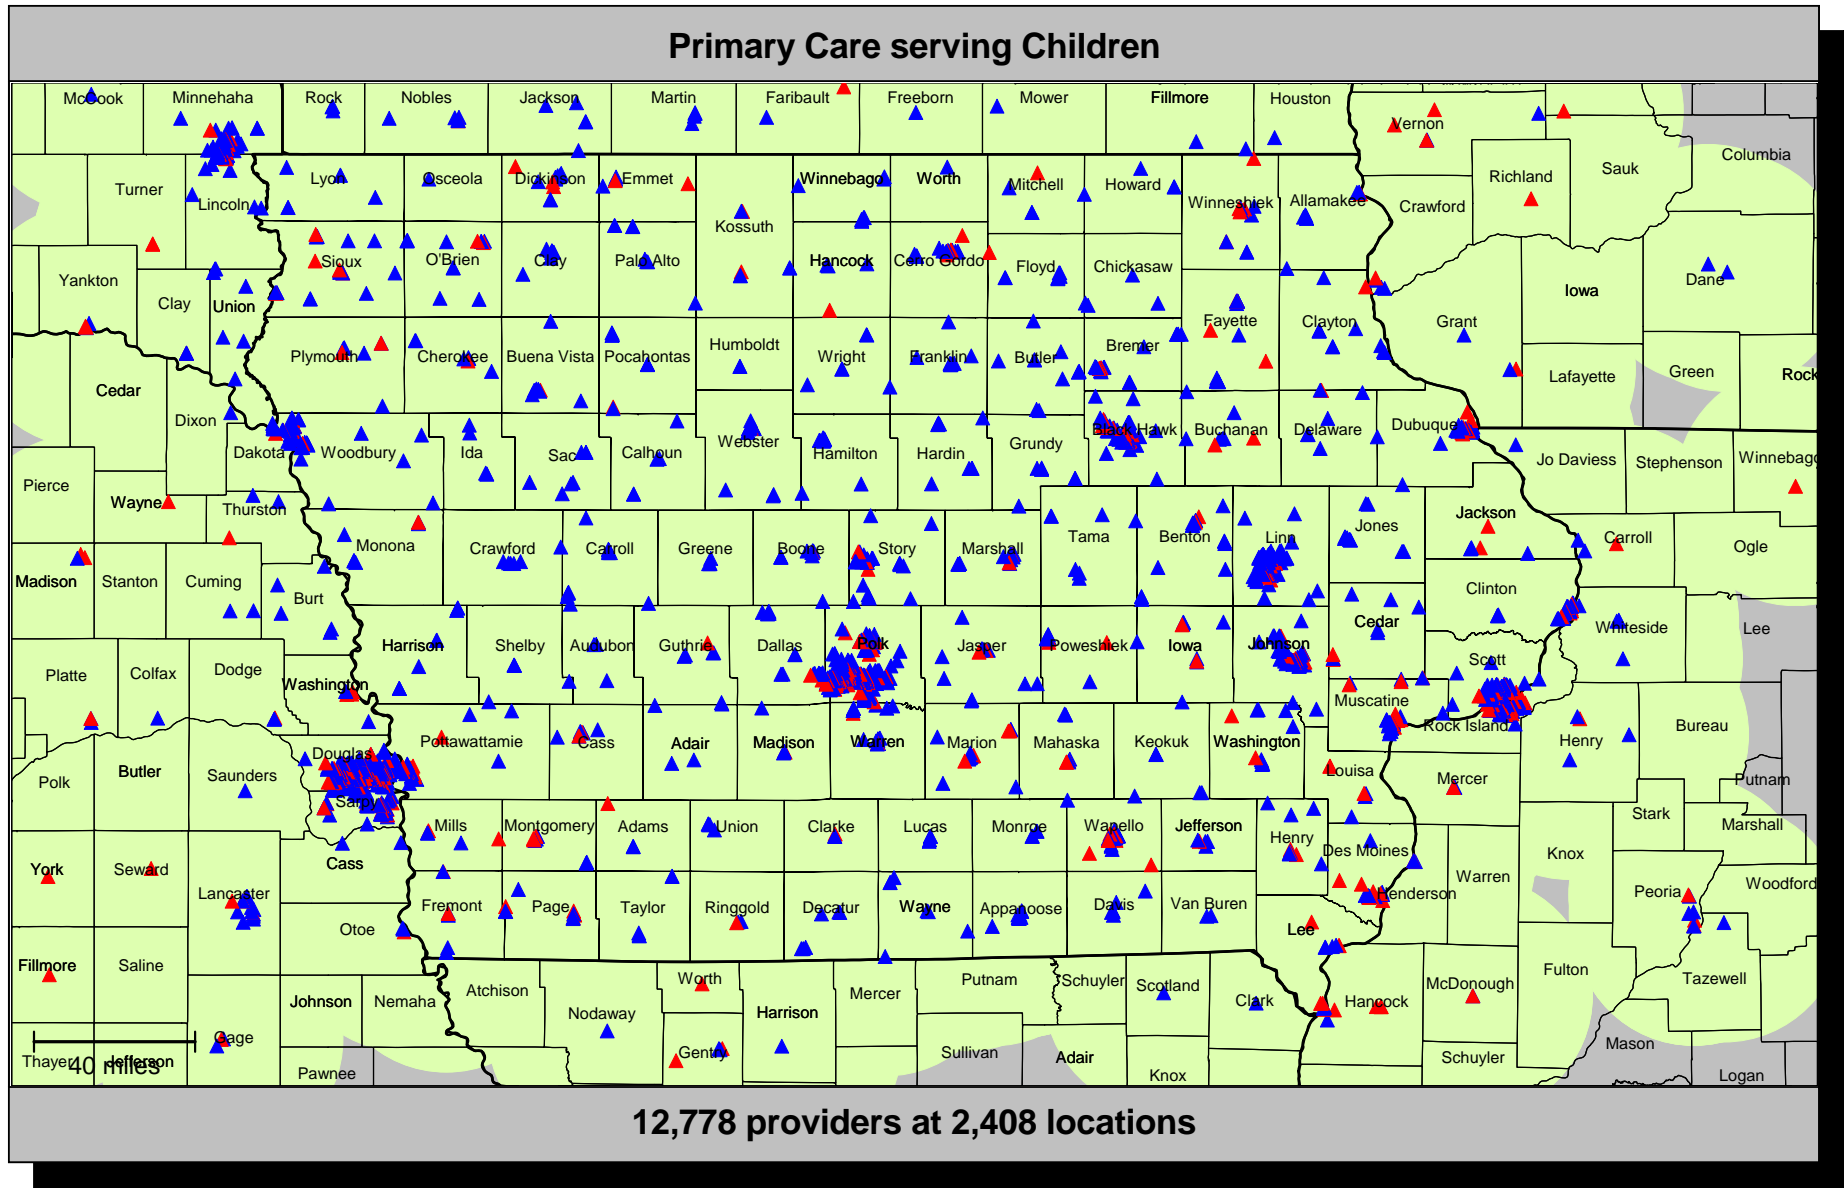 Primary Care serving Children
McCook
Minnehaha
Rock
Nobles
Jackson
Martin
Faribault
Freeborn
Mower
Fillmore
Houston
Vernon
Columbia
Turner
Lincoln
Lyon
Osceola
Dickinson
Emmet
Winnebago
Worth
Mitchell
Howard
Winneshiek
Allamakee
Crawford
Richland
Sauk
Kossuth
Yankton
Clay
Union
Sioux
O'Brien
Clay
Palo Alto
Hancock
Cerro Gordo
Floyd
Chickasaw
Iowa
Dane
Cedar
Dixon
Plymouth
Cherokee
Buena Vista
Pocahontas
Humboldt
Wright
Franklin
Butler
Bremer
Fayette
Clayton
Grant
Lafayette
Green
Rock
Pierce
Wayne
Dakota
Thurston
Woodbury
Ida
Sac
Calhoun
Webster
Hamilton
Hardin
Grundy
Black Hawk
Buchanan
Delaware
Dubuque
Jo Daviess
Stephenson
Winnebago
Madison
Stanton
Cuming
Burt
Monona
Crawford
Carroll
Greene
Boone
Story
Marshall
Tama
Benton
Linn
Jones
Jackson
Clinton
Carroll
Ogle
Platte
Colfax
Dodge
Washington
Harrison
Shelby
Audubon
Guthrie
Dallas
Polk
Jasper
Poweshiek
Iowa
Johnson
Cedar
Scott
Muscatine
Whiteside
Lee
Polk
Butler
Saunders
Douglas
Sarpy
Pottawattamie
Cass
Adair
Madison
Warren
Marion
Mahaska
Keokuk
Washington
Louisa
Rock Island
Mercer
Henry
Bureau
Putnam
York
Seward
Lancaster
Cass
Otoe
Mills
Montgomery
Adams
Union
Clarke
Lucas
Monroe
Wapello
Jefferson
Henry
Des Moines
Henderson
Warren
Knox
Stark
Marshall
Peoria
Woodford
Fillmore
Saline
Fremont
Page
Taylor
Ringgold
Decatur
Wayne
Appanoose
Davis
Van Buren
Lee
Johnson
Nemaha
Atchison
Nodaway
Worth
Harrison
Mercer
Putnam
Schuyler
Scotland
Clark
Hancock
McDonough
Fulton
Tazewell
Thayer
Jefferson
Gage
Pawnee
Gentry
Sullivan
Adair
Knox
Schuyler
Mason
Logan
40 miles
12,778 providers at 2,408 locations